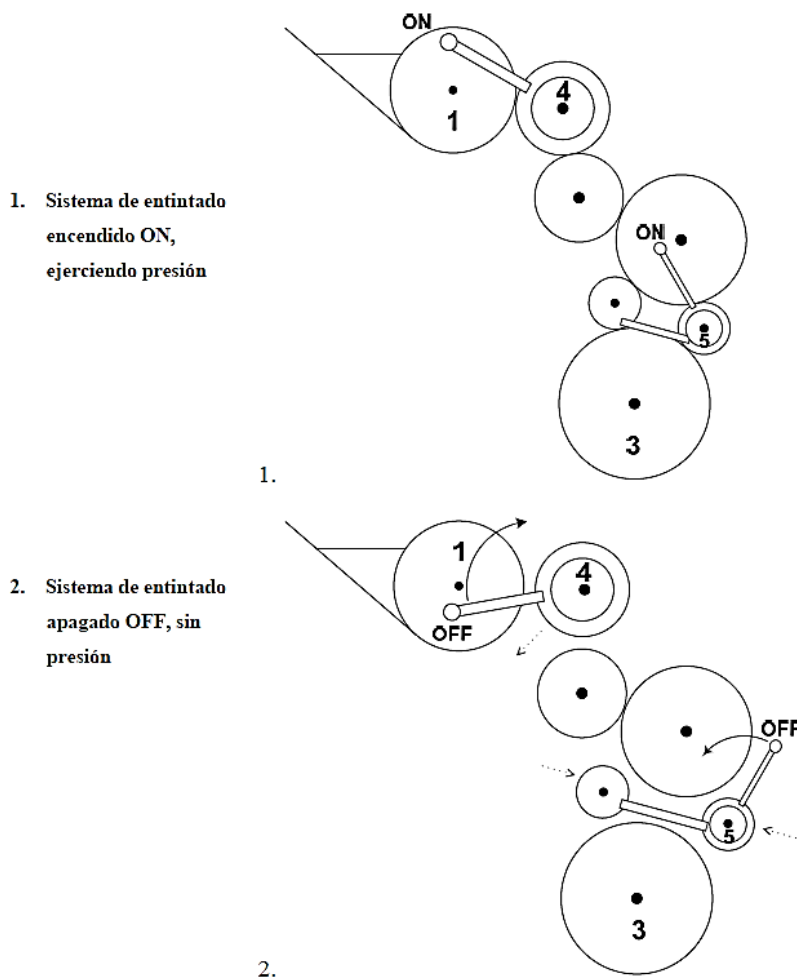 ON
4
1
1. Sistema de entintado
encendido ON,
ejerciendo presión
ON
5
3
1.
2. Sistema de entintado
apagado OFF, sin
presión
1
4
OFF
OFF
5
3
2.